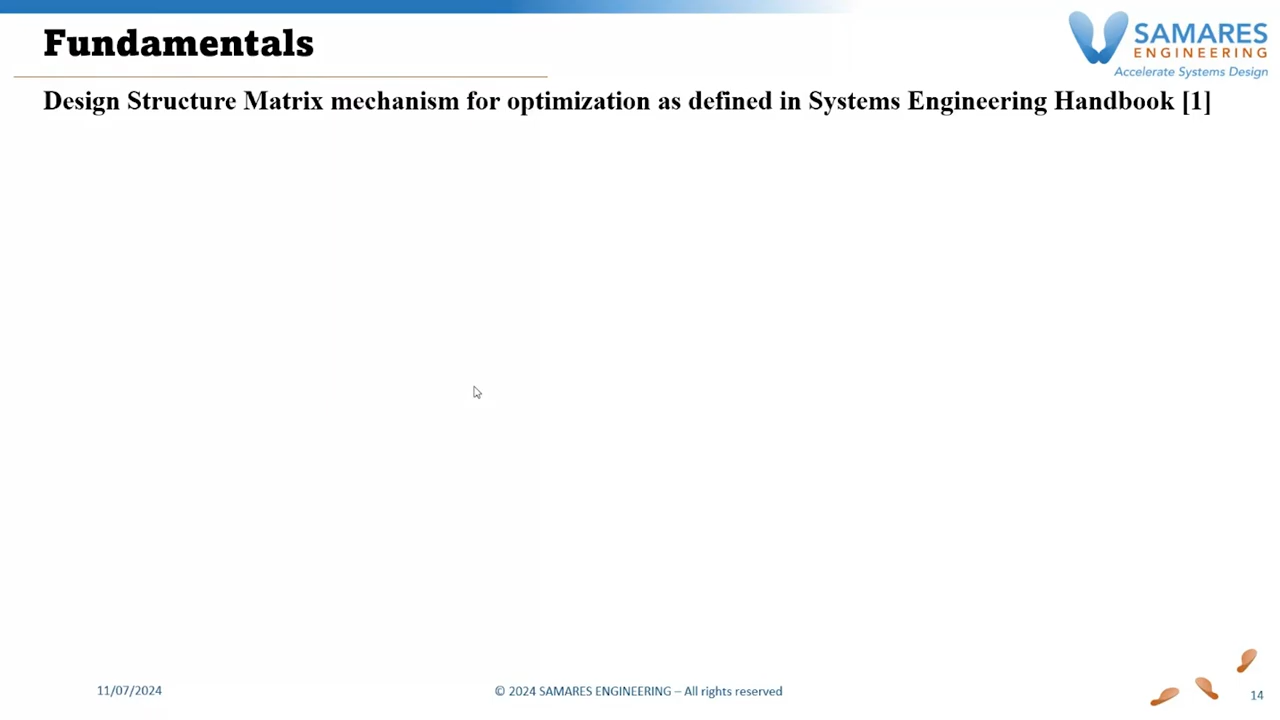 Fundamentals
SAMARES
ENGINEERING
Accelerate Systems Design
Design Structure Matrix mechanism for optimization as defined in Systems Engineering Handbook [1]
11/07/2024
© 2024 SAMARES ENGINEERING – All rights reserved
14